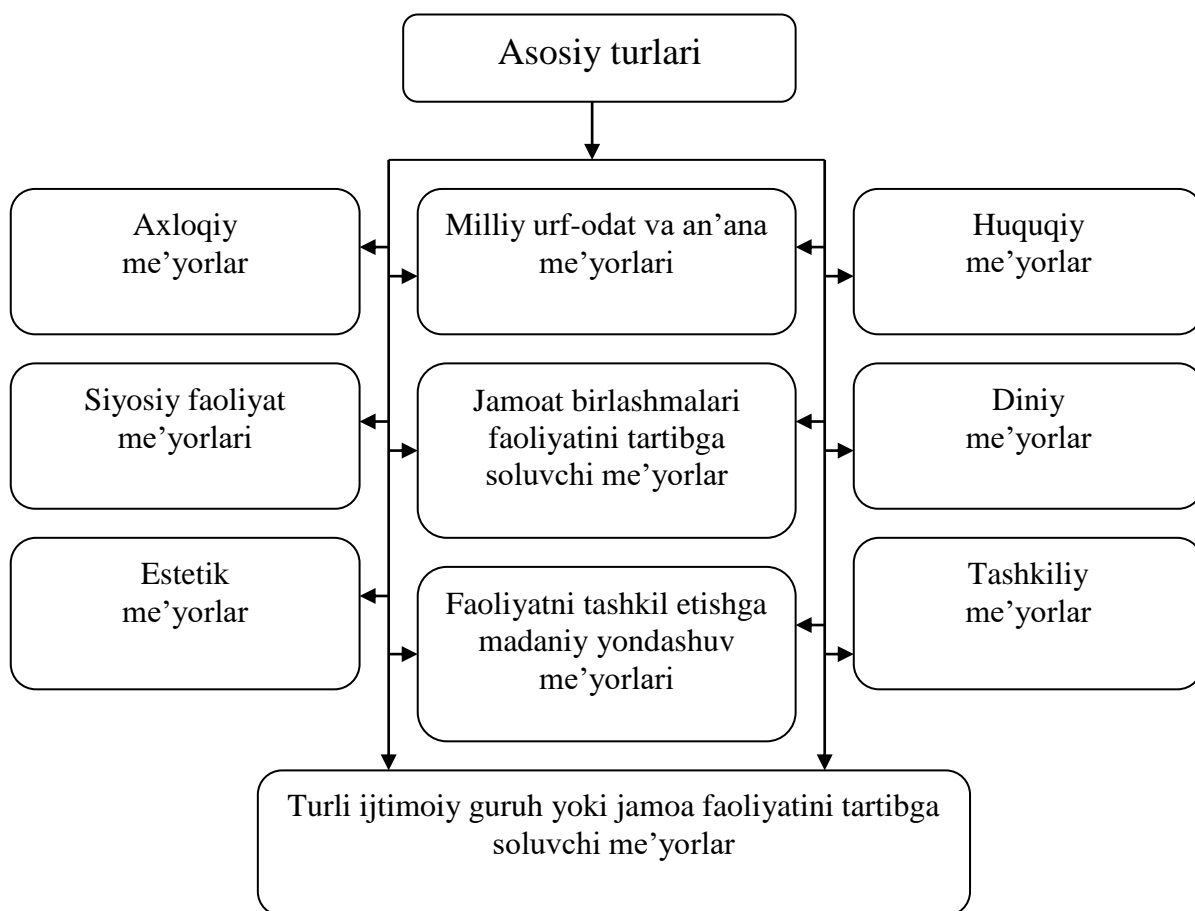 Asosiy turlari
Axloqiy
me’yorlar
Milliy urf-odat va an’ana
me’yorlari
Huquqiy
me’yorlar
Siyosiy faoliyat
me’yorlari
Jamoat birlashmalari
faoliyatini tartibga
soluvchi me’yorlar
Diniy
me’yorlar
Estetik
me’yorlar
Faoliyatni tashkil etishga
madaniy yondashuv
me’yorlari
Tashkiliy
me’yorlar
Turli ijtimoiy guruh yoki jamoa faoliyatini tartibga
soluvchi me’yorlar